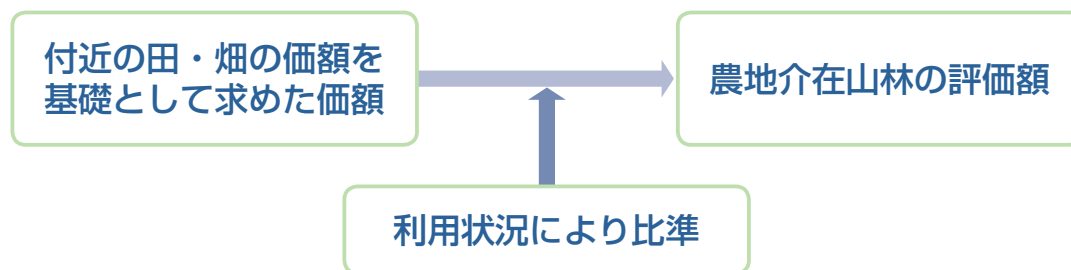 付近の田・畑の価額を
基礎として求めた価額
農地介在山林の評価額
利用状況により比準